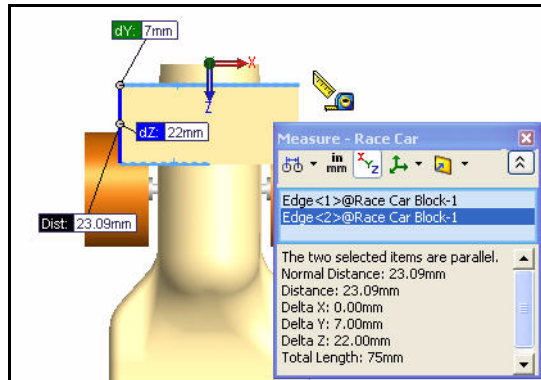 dY: 7mm
X
Z
dZ: 22mm
Dist: 23.09mm
Measure - Race Car
in
mm
XYZ
Edge<1>@Race Car Block-1
Edge<2>@Race Car Block-1
The two selected items are parallel.
Normal Distance: 23.09mm
Distance: 23.09mm
Delta X: 0.00mm
Delta Y: 7.00mm
Delta Z: 22.00mm
Total Length: 75mm